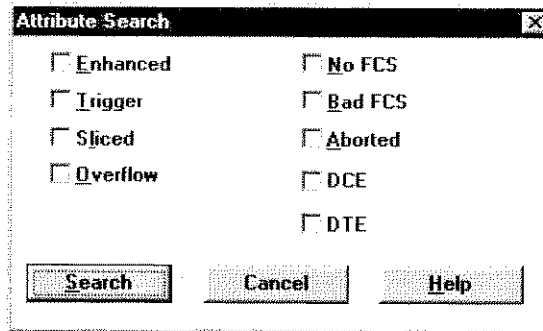 Attribute Search
Enhanced
No FCS
Trigger
Bad FCS
Sliced
Aborted
Overflow
DCE
DTE
Search
Cancel
Help